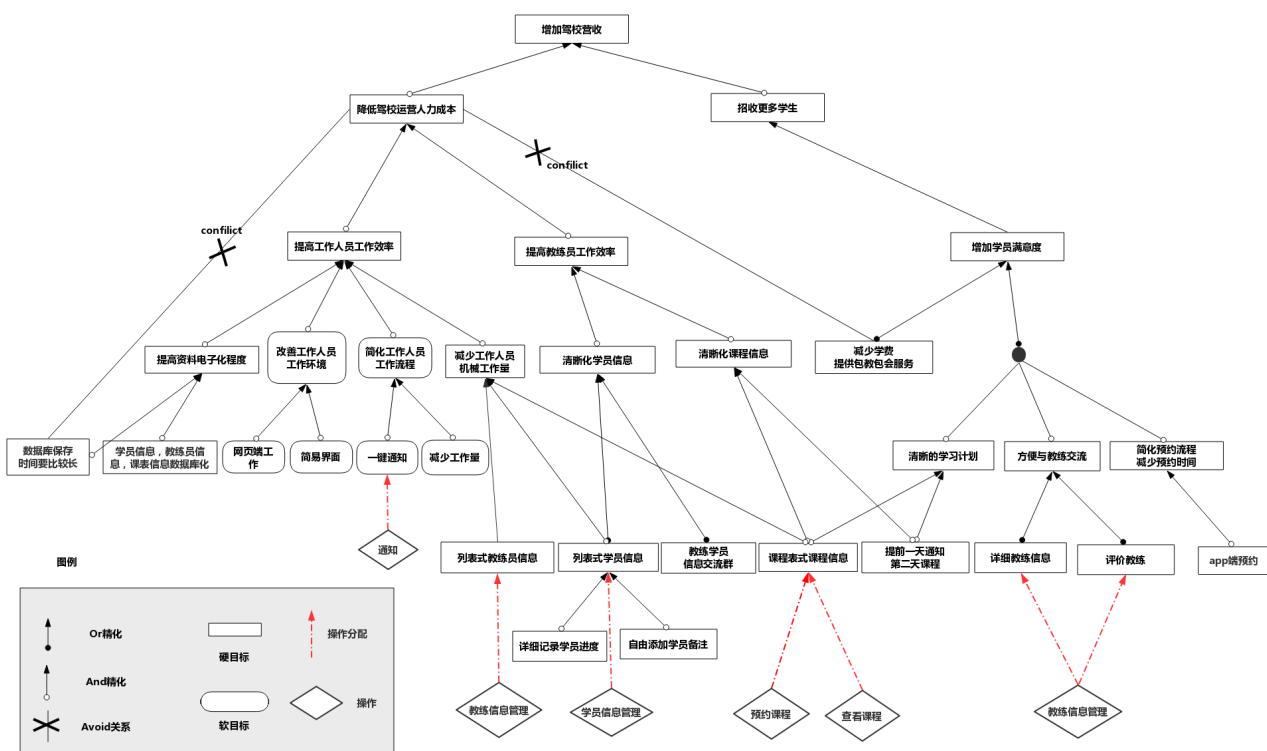 增加驾校营收
降低驾校运营人力成本
招收更多学生
confilict
confilict
提高工作人员工作效率
提高教练员工作效率
增加学员满意度
提高资料电子化程度
改善工作人员
工作环境
简化工作人员
工作流程
减少工作人员
机械工作量
清晰化学员信息
清晰化课程信息
减少学费
提供包教包会服务
数据库保存
时间要比较长
学员信息，教练员信
息，课表信息数据库化
网页端工
作
简易界面
一键通知
减少工作量
清晰的学习计划
方便与教练交流
简化预约流程
减少预约时间
通知
列表式教练员信息
列表式学员信息
教练学员
信息交流群
课程表式课程信息
提前一天通知
第二天课程
详细教练信息
评价教练
app端预约
详细记录学员进度
自由添加学员备注
教练信息管理
学员信息管理
预约课程
查看课程
教练信息管理
图例
Or精化
硬目标
操作分配
And精化
软目标
操作
Avoid关系